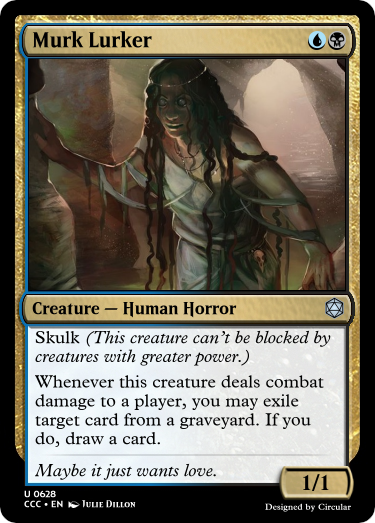 Murk Lurker
Creature — Human Horror
Skulk (This creature can't be blocked by
creatures with greater power.)
Whenever this creature deals combat
damage to a player, you may exile
target card from a graveyard. If you
do, draw a card.
Maybe it just wants love.
1/1
U 0628
CCC • EN JULIE DILLON
Designed by Circular